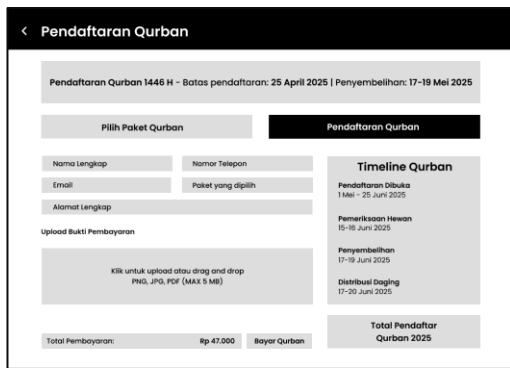 Pendaftaran Qurban
Pendaftaran Qurban 1446 H - Batas pendaftaran: 25 April 2025 | Penyembelihan: 17-19 Mei 2025
Pilih Paket Qurban
Pendaftaran Qurban
Nama Lengkap
Nomor Telepon
Email
Paket yang dipilih
Alamat Lengkap
Upload Bukti Pembayaran
Klik untuk upload atau drag and drop
PNG, JPG, PDF (MAX 5 MB)
Total Pembayaran:
Rp 47.000
Bayar Qurban
Timeline Qurban
Pendaftaran Dibuka
1 Mei - 25 Juni 2025
Pemeriksaan Hewan
15-16 Juni 2025
Penyembelihan
17-19 Juni 2025
Distribusi Daging
17-20 Juni 2025
Total Pendaftar
Qurban 2025